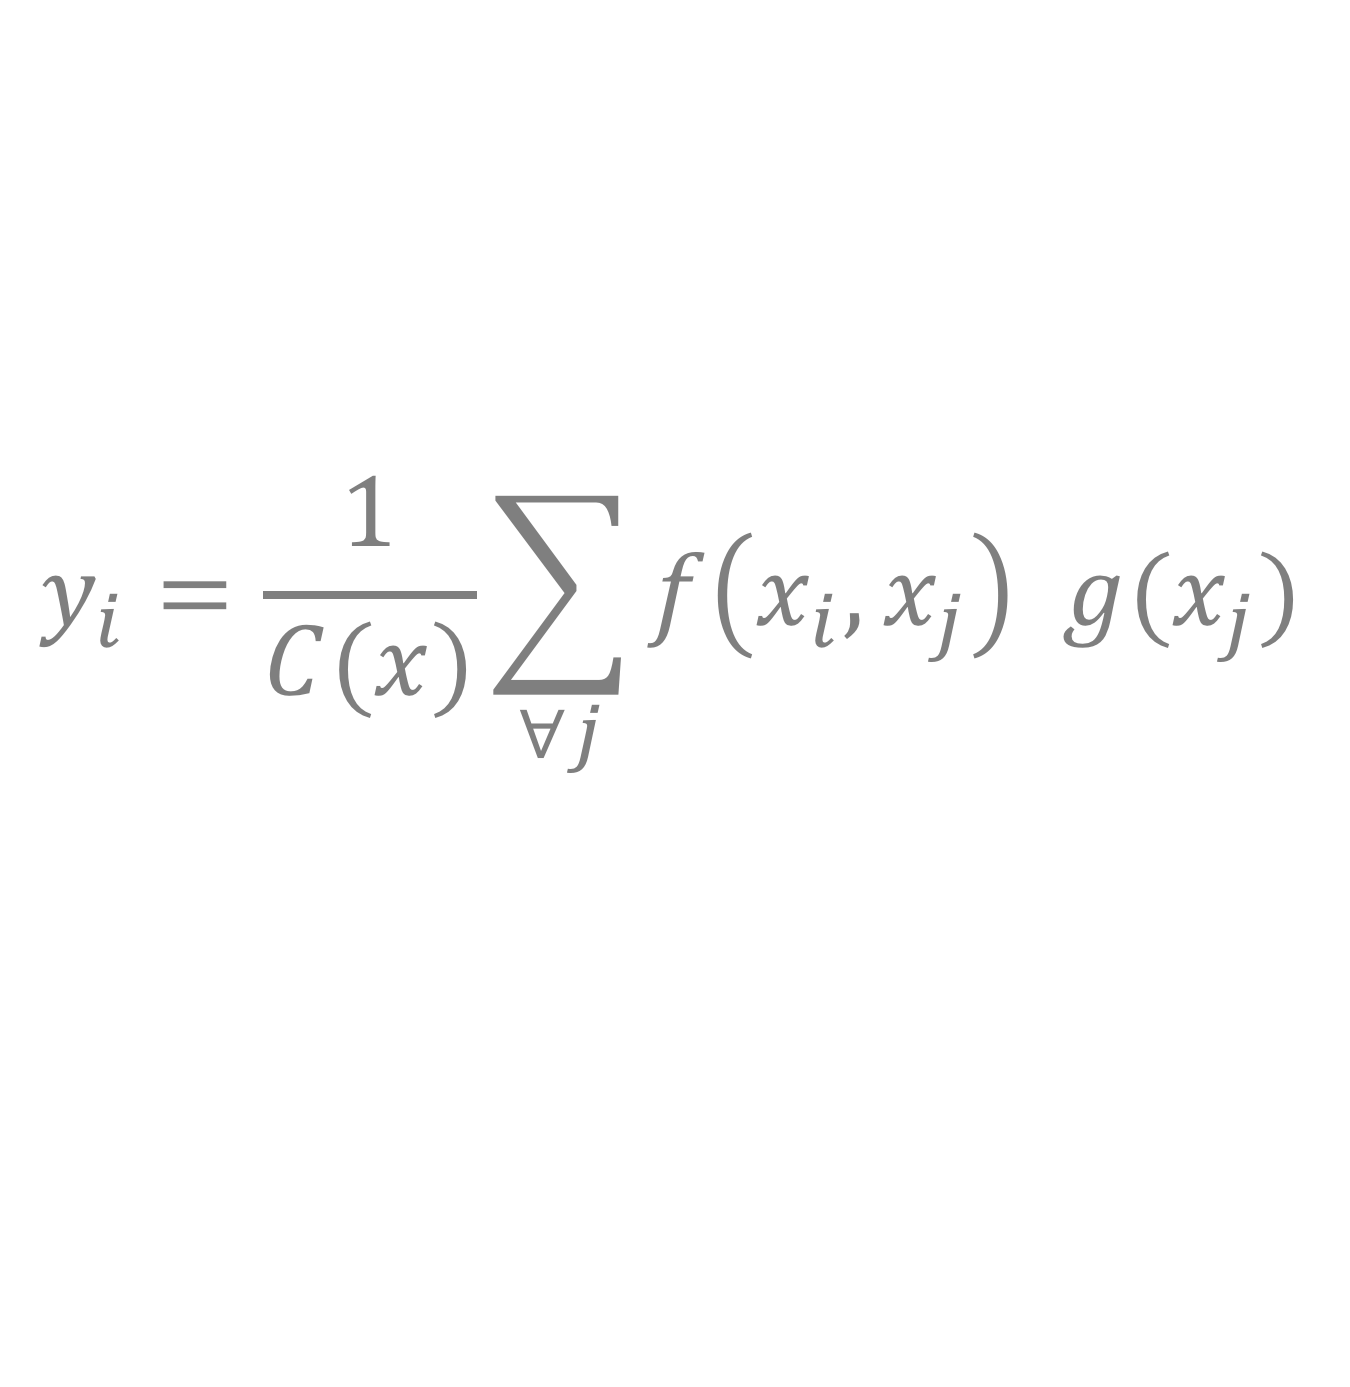 y_i = \frac{1}{C(x)} \sum_{\forall j} f(x_i, x_j) g(x_j)